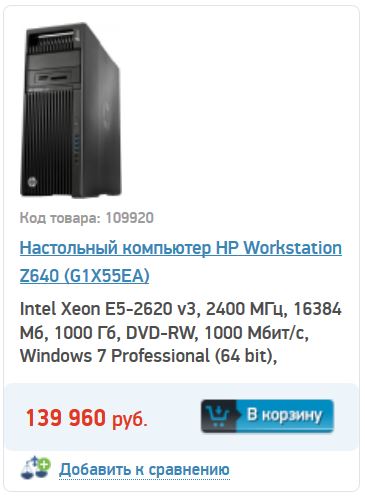 Код товара: 109920
Настольный компьютер HP Workstation
Z640 (G1X55EA)
Intel Xeon E5-2620 v3, 2400 МГц, 16384
Мб, 1000 Гб, DVD-RW, 1000 Мбит/с,
Windows 7 Professional (64 bit),
139 960 руб.
В корзину
Добавить к сравнению